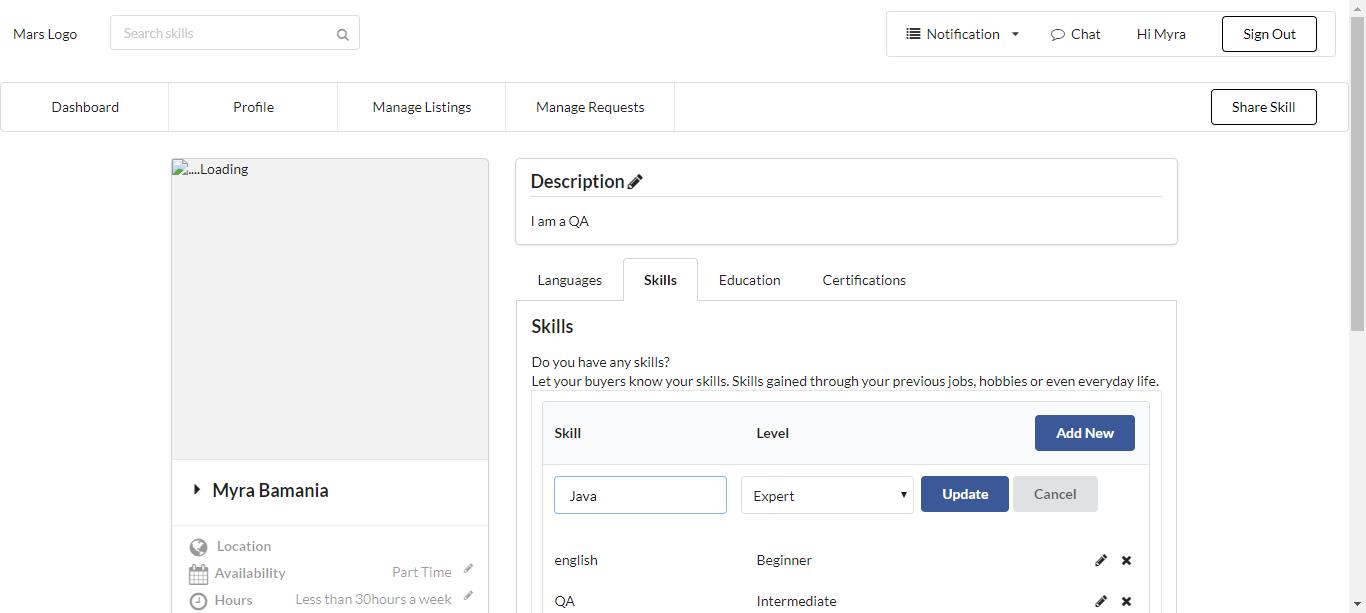 Mars Logo
Search skills
Notification
Chat
Hi Myra
Sign Out
Dashboard
Profile
Manage Listings
Manage Requests
Share Skill
....Loading
Myra Bamania
Location
Availability
Part Time
Hours
Less than 30hours a week
Description
I am a QA
Languages
Skills
Education
Certifications
Skills
Do you have any skills?
Let your buyers know your skills. Skills gained through your previous jobs, hobbies or even everyday life.
Skill
Level
Add New
Java
Expert
Update
Cancel
english
Beginner
QA
Intermediate